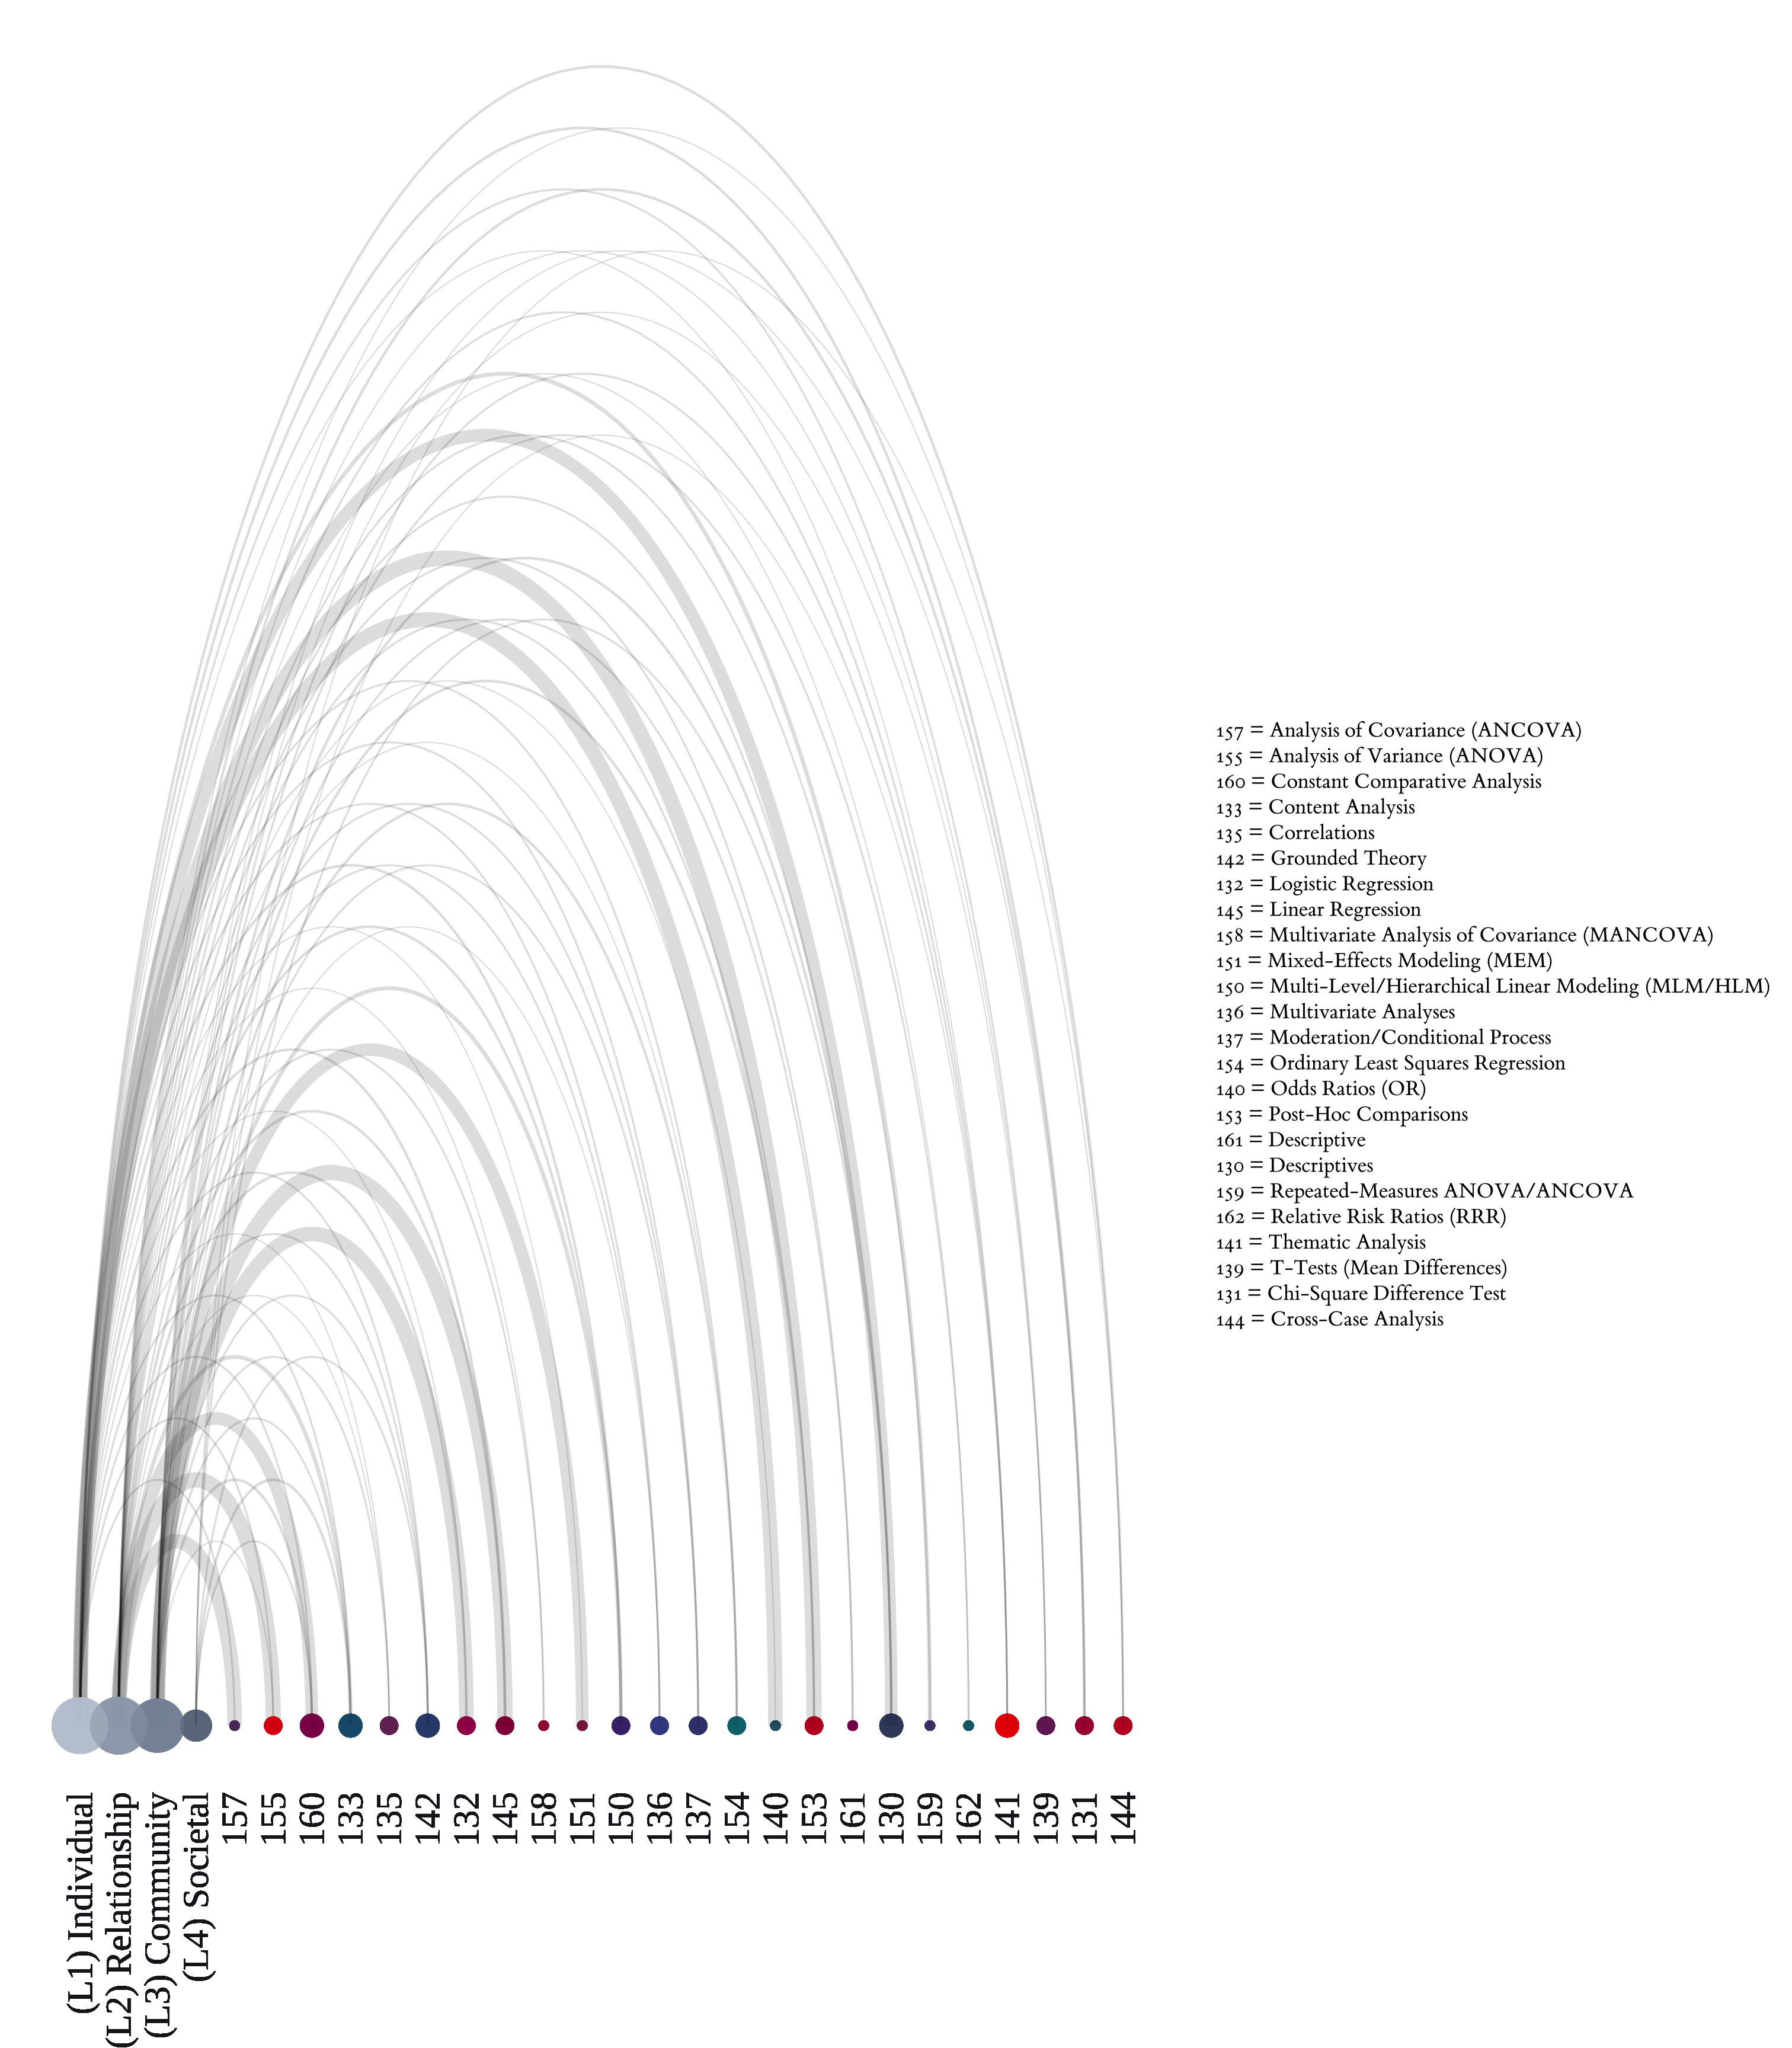 157 = Analysis of Covariance (ANCOVA)
155 = Analysis of Variance (ANOVA)
160 = Constant Comparative Analysis
133 = Content Analysis
135 = Correlations
142 = Grounded Theory
132 = Logistic Regression
145 = Linear Regression
158 = Multivariate Analysis of Covariance (MANCOVA)
151 = Mixed-Effects Modeling (MEM)
150 = Multi-Level/Hierarchical Linear Modeling (MLM/HLM)
136 = Multivariate Analyses
137 = Moderation/Conditional Process
154 = Ordinary Least Squares Regression
140 = Odds Ratios (OR)
153 = Post-Hoc Comparisons
161 = Descriptive
130 = Descriptives
159 = Repeated-Measures ANOVA/ANCOVA
162 = Relative Risk Ratios (RRR)
141 = Thematic Analysis
139 = T-Tests (Mean Differences)
131 = Chi-Square Difference Test
144 = Cross-Case Analysis
(L1) Individual
(L2) Relationship
(L3) Community
(L4) Societal
157
155
160
133
135
142
132
145
158
151
150
136
137
154
140
153
161
130
159
162
141
139
131
144